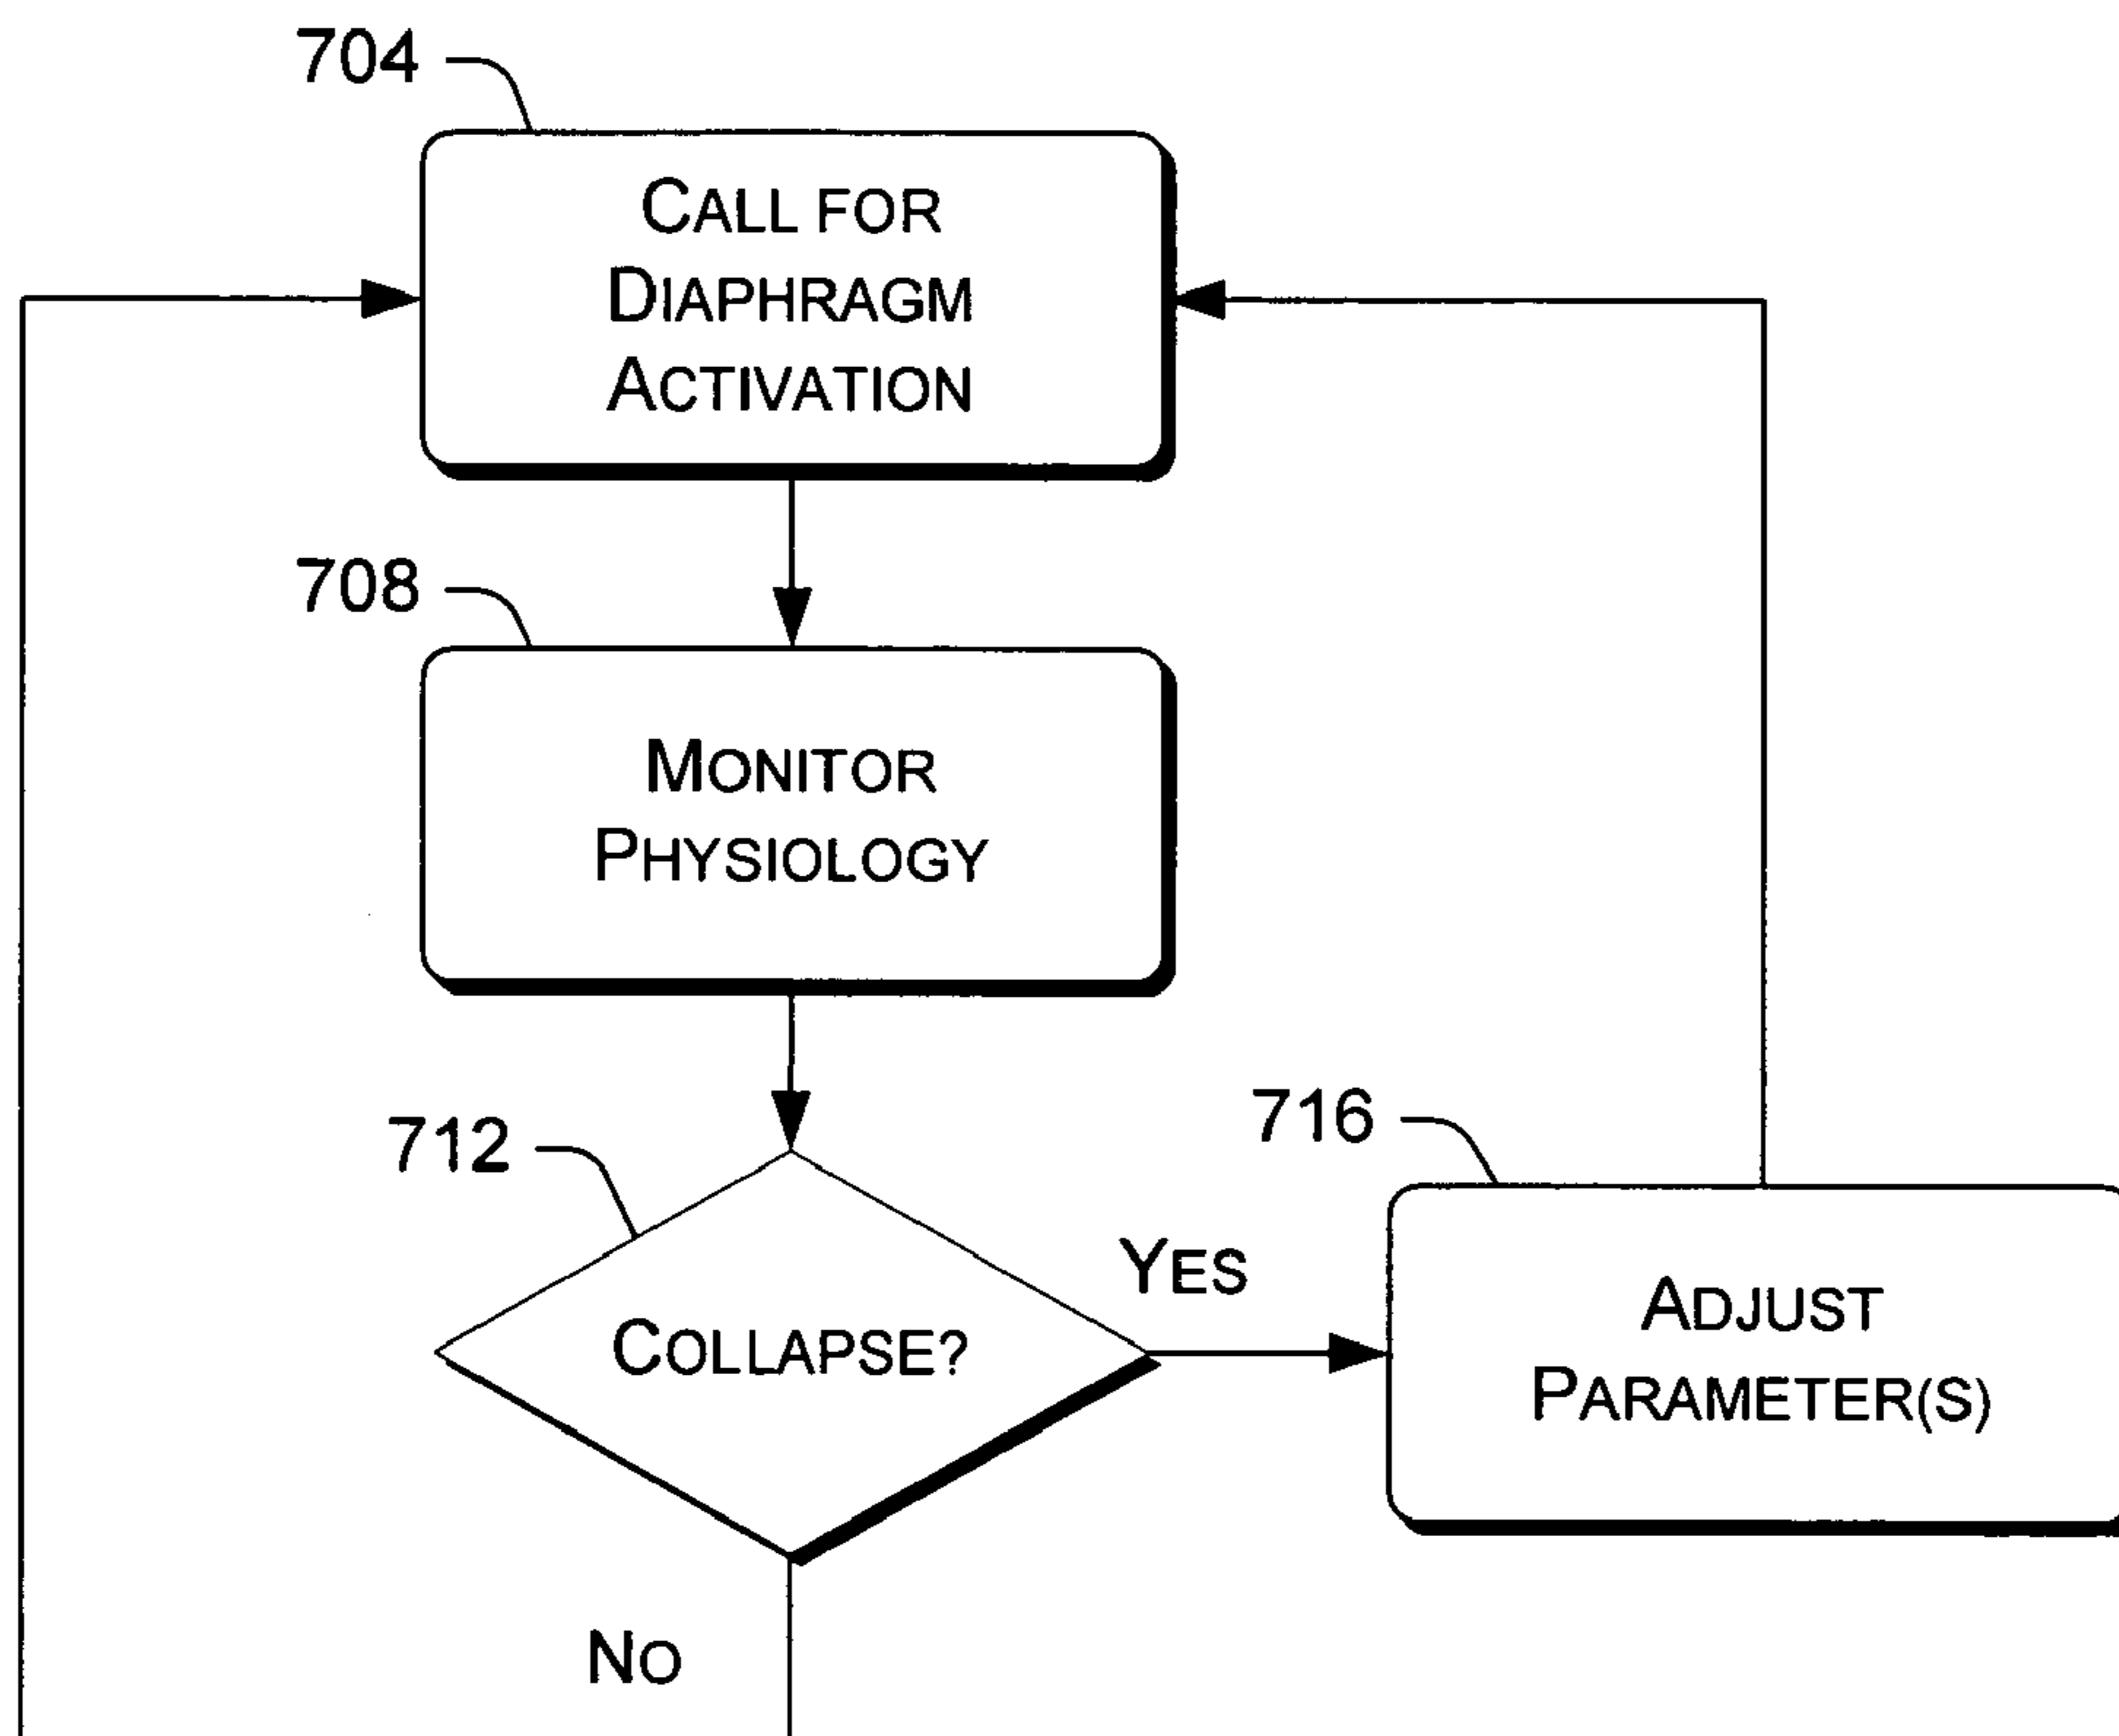 704
CALL FOR
DIAPHRAGM
ACTIVATION
708
MONITOR
PHYSIOLOGY
712
COLLAPSE?
YES
716
ADJUST
PARAMETER(S)
NO